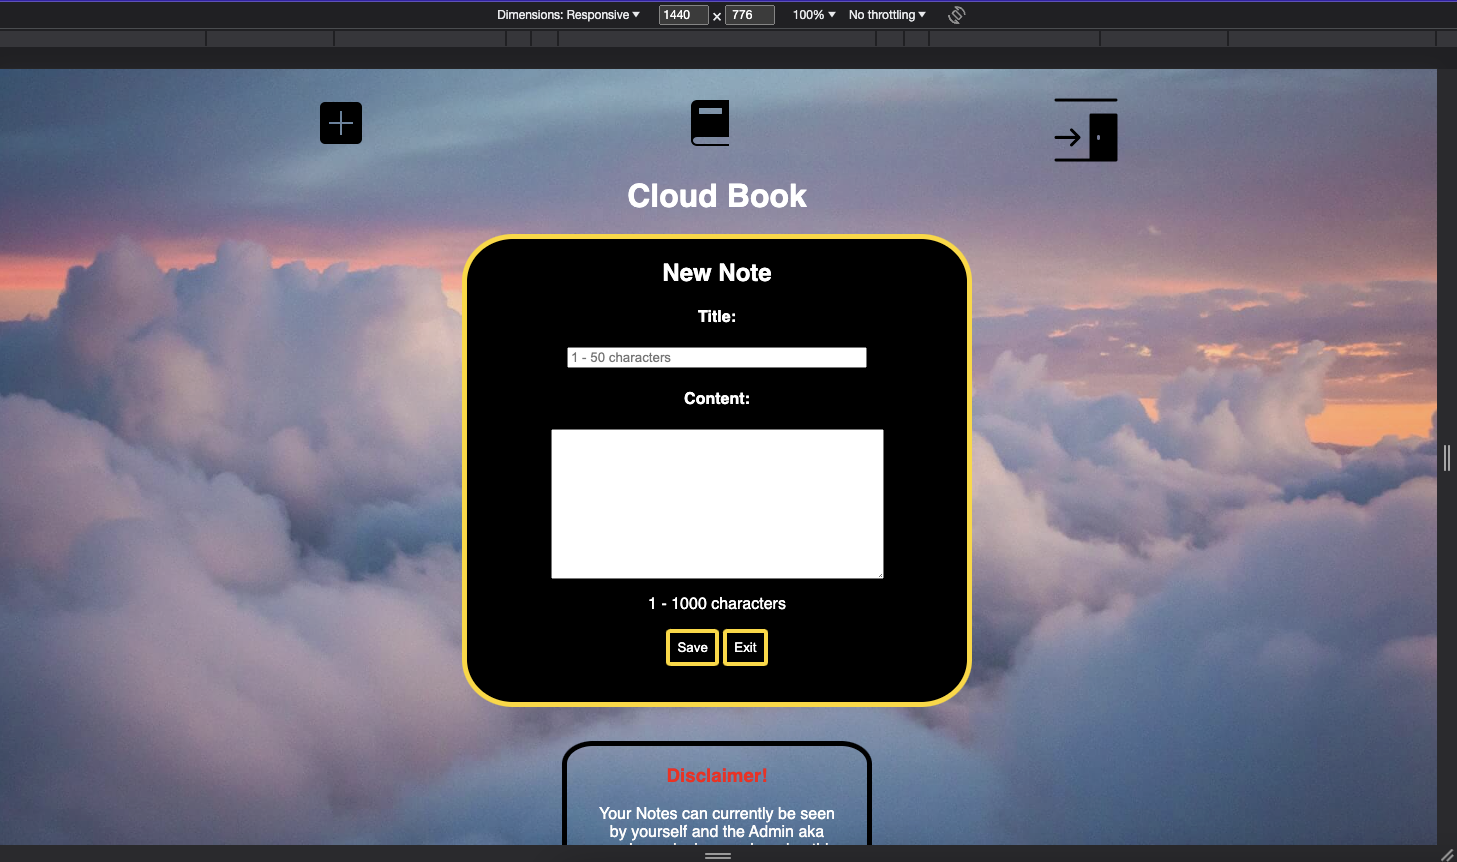 Dimensions: Responsive 1440 × 776 100% No throttling
Cloud Book
New Note
Title:
1 - 50 characters
Content:
1 - 1000 characters
Save Exit
Disclaimer!
Your Notes can currently be seen
by yourself and the Admin aka